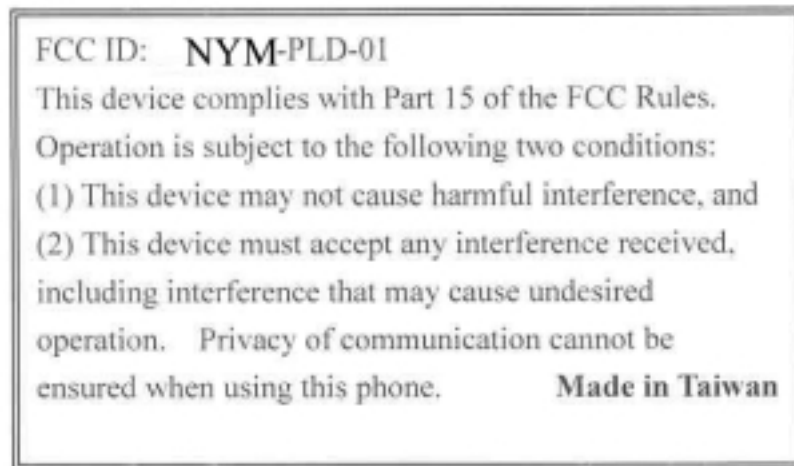 FCC ID: NYM-PLD-01
This device complies with Part 15 of the FCC Rules.
Operation is subject to the following two conditions:
(1) This device may not cause harmful interference, and
(2) This device must accept any interference received,
including interference that may cause undesired
operation. Privacy of communication cannot be
ensured when using this phone. Made in Taiwan